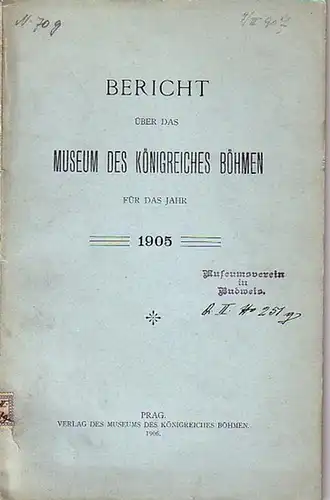 BERICHT
ÜBER DAS
MUSEUM DES KÖNIGREICHES BÖHMEN
FÜR DAS JAHR
1905
Museumsverein
in
Budweis.
PRAG.
VERLAG DES MUSEUMS DES KÖNIGREICHES BÖHMEN.
1906.